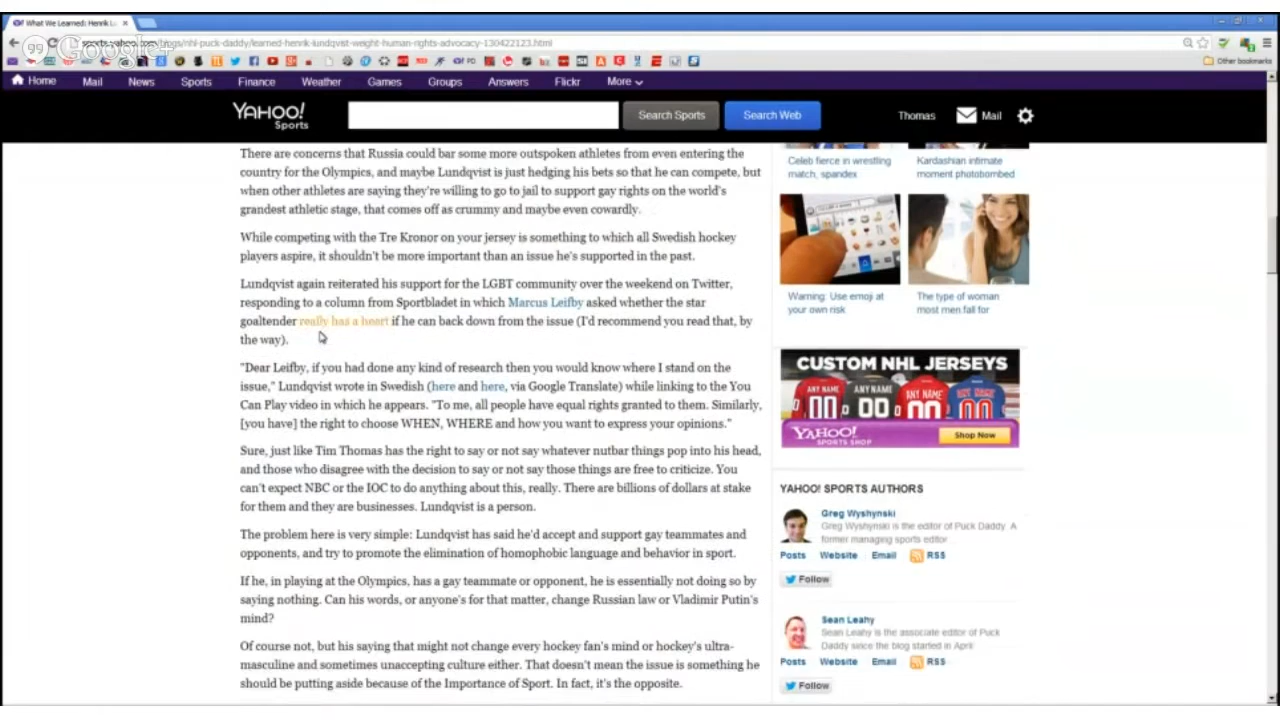 What We Learned: Henrik Lu
sports.yahoo.com/blogs/nhl-puck-daddy/learned-henrik-lundqvist-weight-human-rights-advocacy-130422123.html
Other bookmarks
Home Mail News Sports Finance Weather Games Groups Answers Flickr More
YAHOO! Sports
Search Sports
Search Web
Thomas
Mail
There are concerns that Russia could bar some more outspoken athletes from even entering the
country for the Olympics, and maybe Lundqvist is just hedging his bets so that he can compete, but
when other athletes are saying they're willing to go to jail to support gay rights on the world's
grandest athletic stage, that comes off as crummy and maybe even cowardly.
While competing with the Tre Kronor on your jersey is something to which all Swedish hockey
players aspire, it shouldn't be more important than an issue he's supported in the past.
Lundqvist again reiterated his support for the LGBT community over the weekend on Twitter,
responding to a column from Sportbladet in which Marcus Leifby asked whether the star
goaltender really has a heart if he can back down from the issue (I'd recommend you read that, by
the way).
"Dear Leifby, if you had done any kind of research then you would know where I stand on the
issue," Lundqvist wrote in Swedish (here and here, via Google Translate) while linking to the You
Can Play video in which he appears. "To me, all people have equal rights granted to them. Similarly,
[you have] the right to choose WHEN, WHERE and how you want to express your opinions."
Sure, just like Tim Thomas has the right to say or not say whatever nutbar things pop into his head,
and those who disagree with the decision to say or not say those things are free to criticize. You
can't expect NBC or the IOC to do anything about this, really. There are billions of dollars at stake
for them and they are businesses. Lundqvist is a person.
The problem here is very simple: Lundqvist has said he'd accept and support gay teammates and
opponents, and try to promote the elimination of homophobic language and behavior in sport.
If he, in playing at the Olympics, has a gay teammate or opponent, he is essentially not doing so by
saying nothing. Can his words, or anyone's for that matter, change Russian law or Vladimir Putin's
mind?
Of course not, but his saying that might not change every hockey fan's mind or hockey's ultra-
masculine and sometimes unaccepting culture either. That doesn't mean the issue is something he
should be putting aside because of the Importance of Sport. In fact, it's the opposite.
Celeb fierce in wrestling
match, spandex
Kardashian intimate
moment photobombed
Warning: Use emoji at
your own risk
The type of woman
most men fall for
CUSTOM NHL JERSEYS
ANY NAME 00 ANY NAME 00 ANY NAME 00 ANY NAME 00
YAHOO!
SPORTS SHOP
Shop Now
YAHOO! SPORTS AUTHORS
Greg Wyshynski
Greg Wyshynski is the editor of Puck Daddy. A
former managing sports editor
Posts Website Email RSS
Follow
Sean Leahy
Sean Leahy is the associate editor of Puck
Daddy since the blog started in April
Posts Website Email RSS
Follow